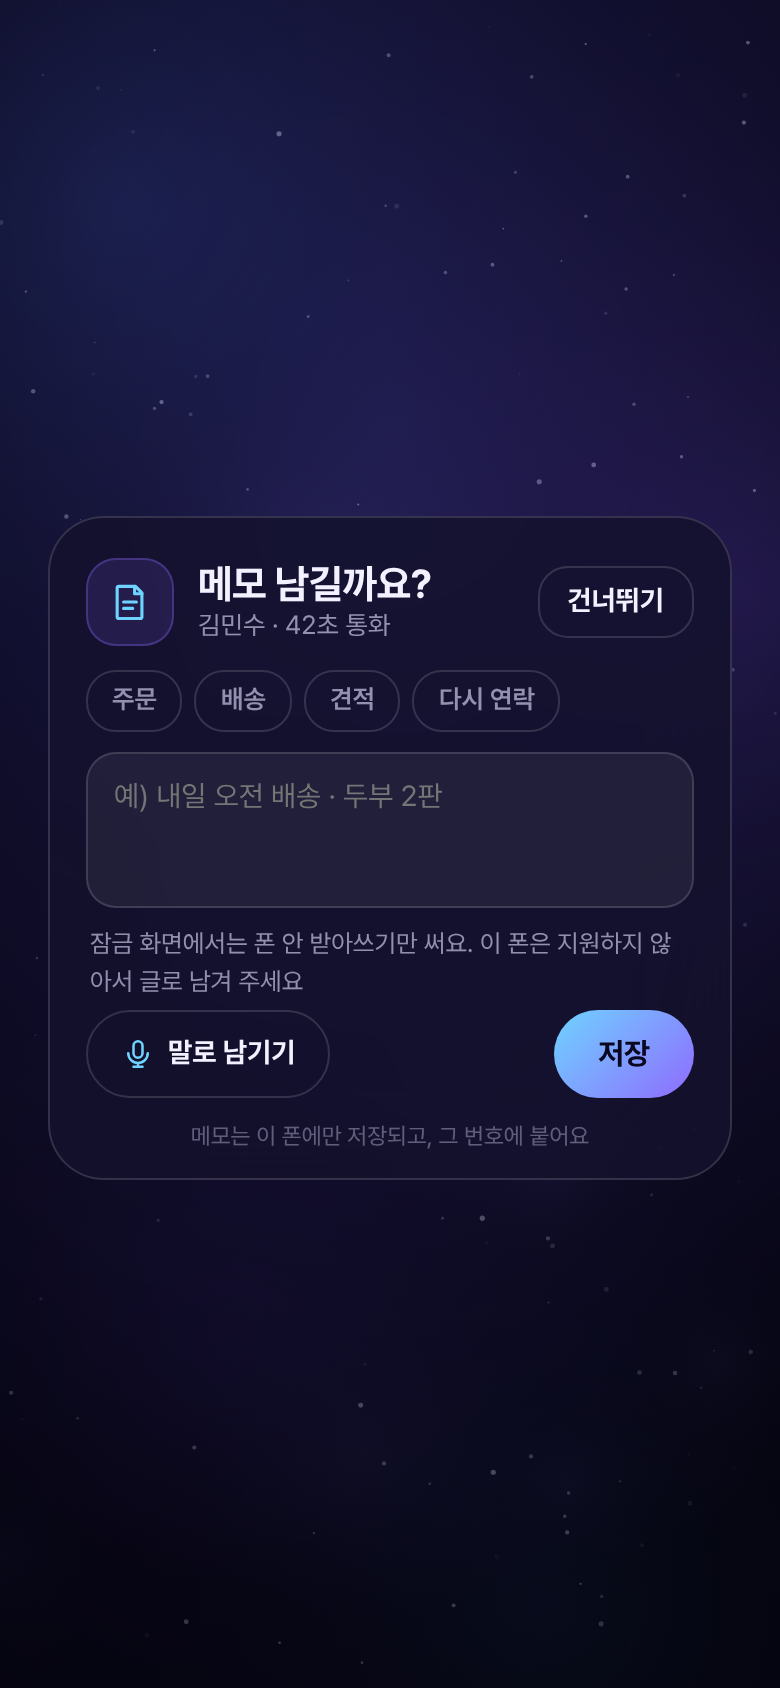 메모 남길까요?
김민수 · 42초 통화
건너뛰기
주문
배송
견적
다시 연락
예) 내일 오전 배송 · 두부 2판
잠금 화면에서는 폰 안 받아쓰기만 써요. 이 폰은 지원하지 않
아서 글로 남겨 주세요
말로 남기기
저장
메모는 이 폰에만 저장되고, 그 번호에 붙어요